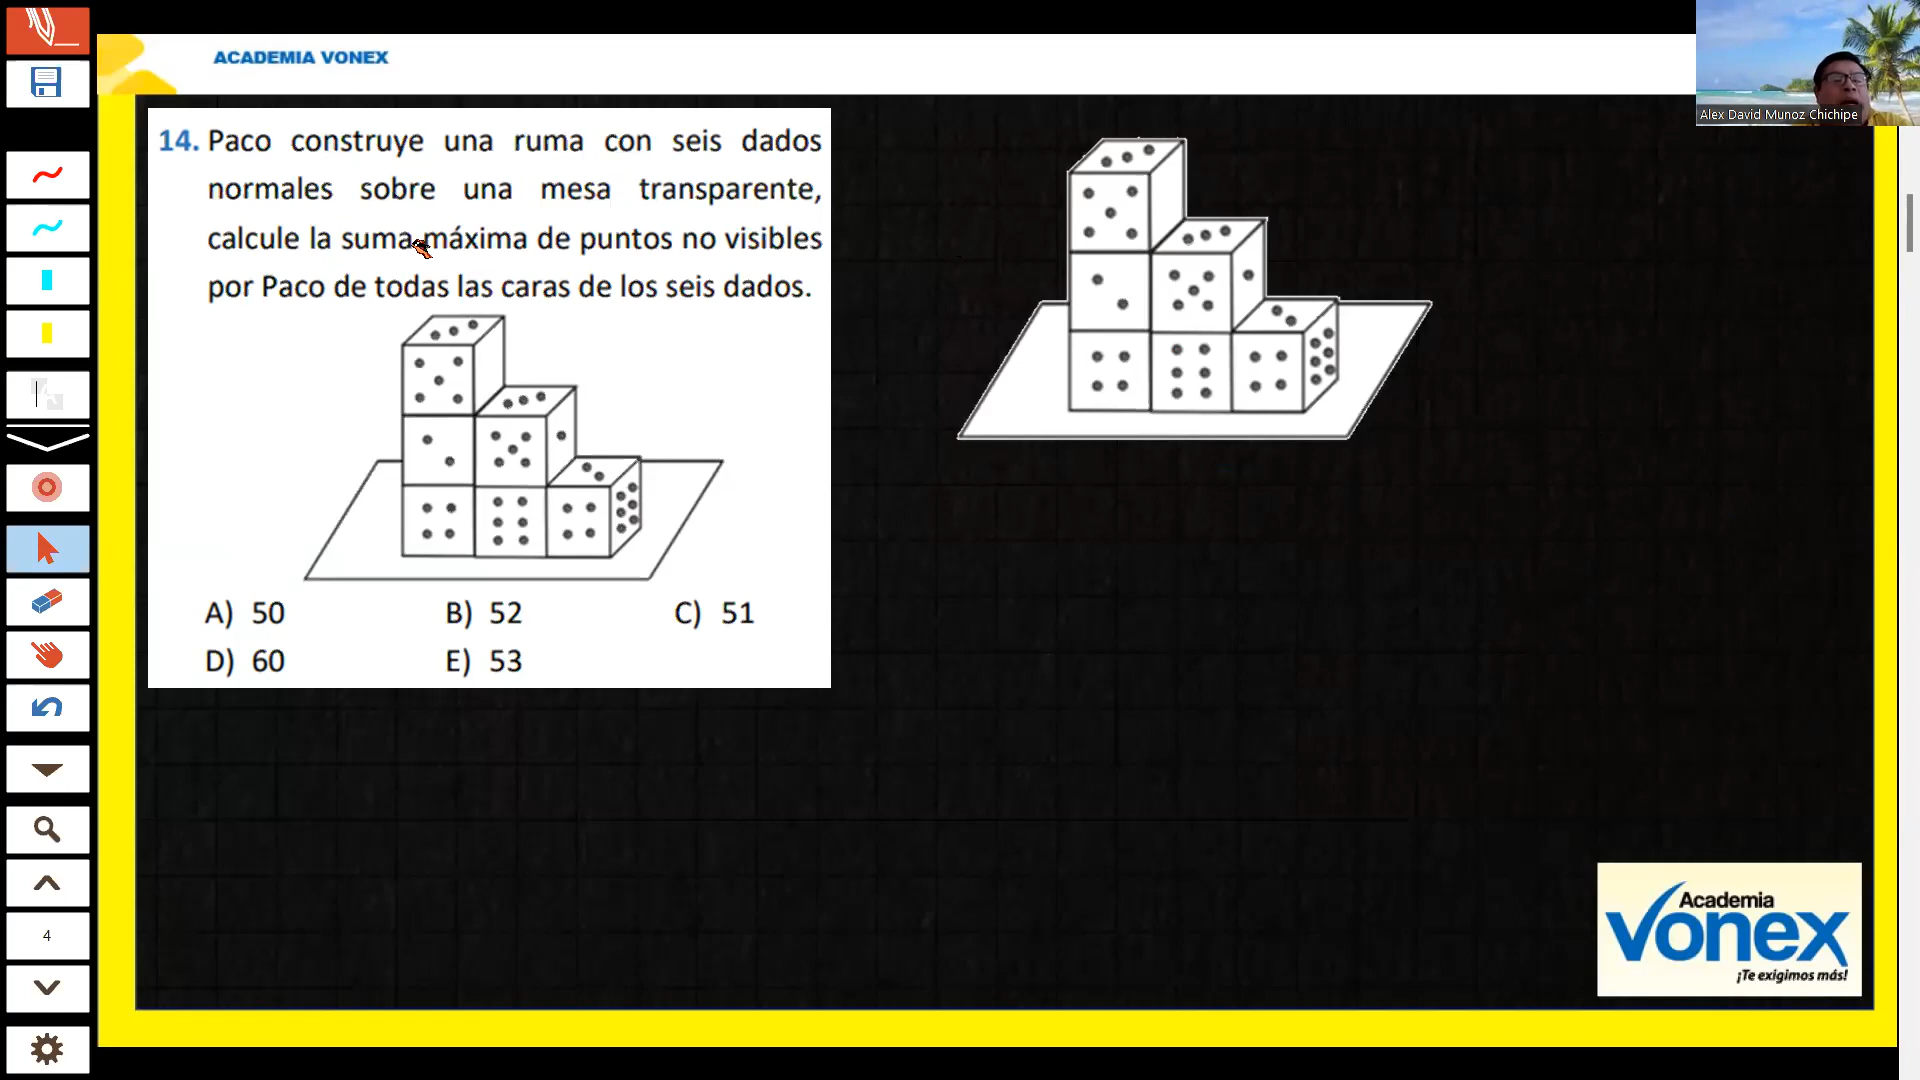 ACADEMIA VONEX
Alex David Munoz Chichipe
14. Paco construye una ruma con seis dados
normales sobre una mesa transparente,
calcule la suma máxima de puntos no visibles
por Paco de todas las caras de los seis dados.
A) 50 B) 52 C) 51
D) 60 E) 53
4
Academia
Vonex
¡Te exigimos más!